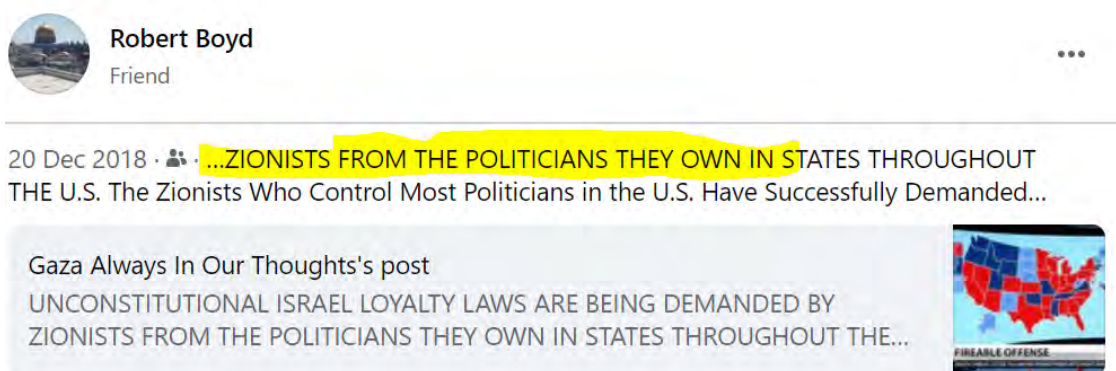 Robert Boyd
Friend
20 Dec 2018 · ...ZIONISTS FROM THE POLITICIANS THEY OWN IN STATES THROUGHOUT
THE U.S. The Zionists Who Control Most Politicians in the U.S. Have Successfully Demanded...
Gaza Always In Our Thoughts's post
UNCONSTITUTIONAL ISRAEL LOYALTY LAWS ARE BEING DEMANDED BY
ZIONISTS FROM THE POLITICIANS THEY OWN IN STATES THROUGHOUT THE...
FIREABLE OFFENSE